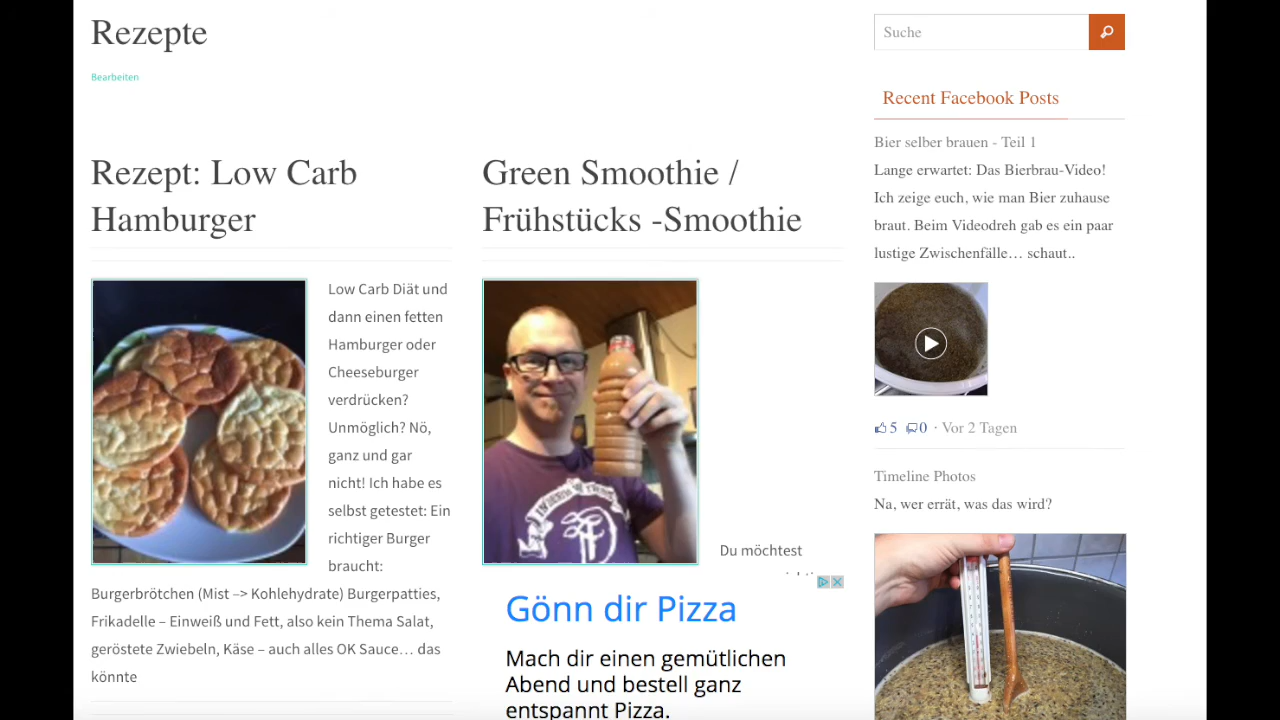 Rezepte
Bearbeiten
Rezept: Low Carb
Hamburger
Low Carb Diät und
dann einen fetten
Hamburger oder
Cheeseburger
verdrücken?
Unmöglich? Nö,
ganz und gar
nicht! Ich habe es
selbst getestet: Ein
richtiger Burger
braucht:
Burgerbrötchen (Mist –> Kohlehydrate) Burgerpatties,
Frikadelle – Einweiß und Fett, also kein Thema Salat,
geröstete Zwiebeln, Käse – auch alles OK Sauce… das
könnte
Green Smoothie /
Frühstücks -Smoothie
Du möchtest
Gönn dir Pizza
Mach dir einen gemütlichen
Abend und bestell ganz
entspannt Pizza.
Suche
Recent Facebook Posts
Bier selber brauen - Teil 1
Lange erwartet: Das Bierbrau-Video!
Ich zeige euch, wie man Bier zuhause
braut. Beim Videodreh gab es ein paar
lustige Zwischenfälle… schaut..
5 0 · Vor 2 Tagen
Timeline Photos
Na, wer errät, was das wird?